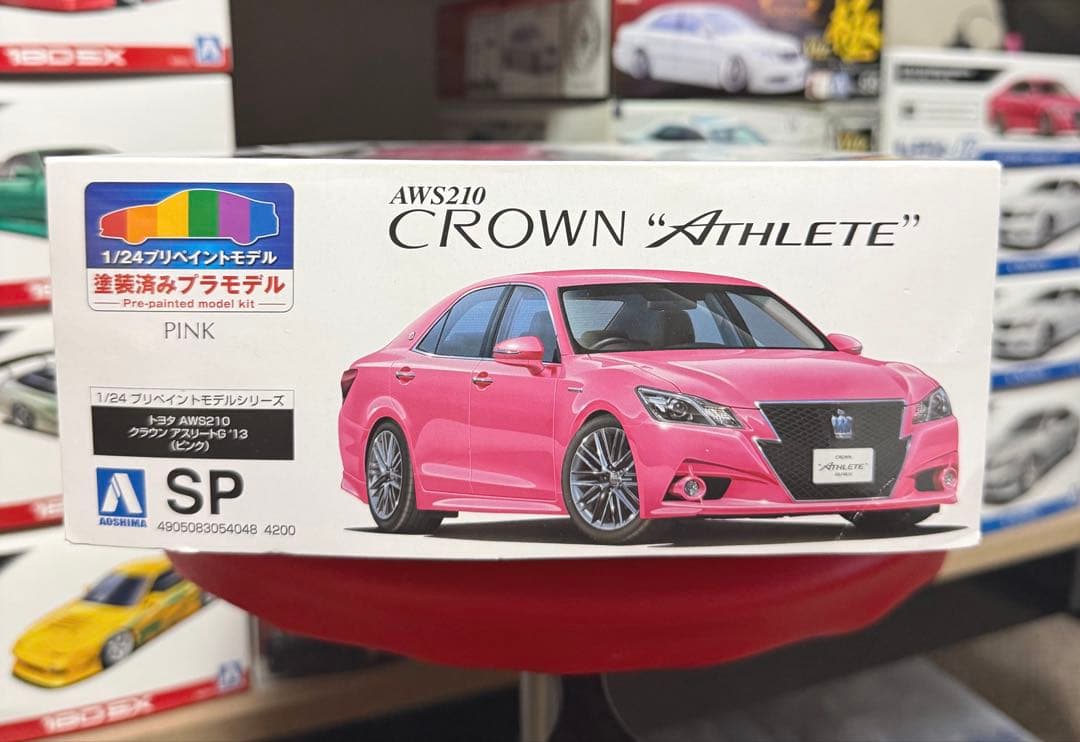 180SX
AWS210
CROWN "ATHLETE"
1/24プリペイントモデル
塗装済みプラモデル
Pre-painted model kit
PINK
1/24 プリペイントモデルシリーズ
トヨタ AWS210
クラウン アスリートG '13
(ピンク)
AOSHIMA
SP
4905083054048 4200
CROWN
"ATHLETE"
180SX